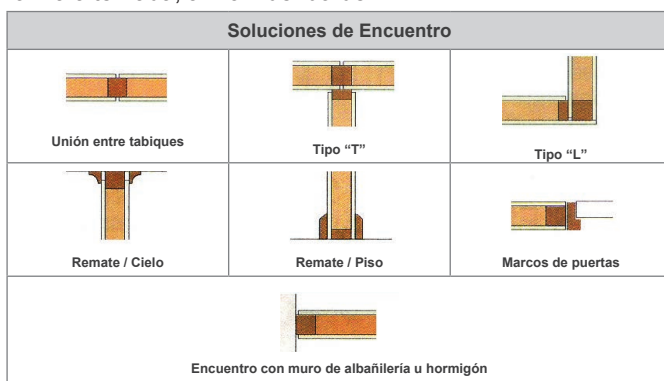 Soluciones de Encuentro
Unión entre tabiques
Tipo “T”
Tipo “L”
Remate / Cielo
Remate / Piso
Marcos de puertas
Encuentro con muro de albañilería u hormigón